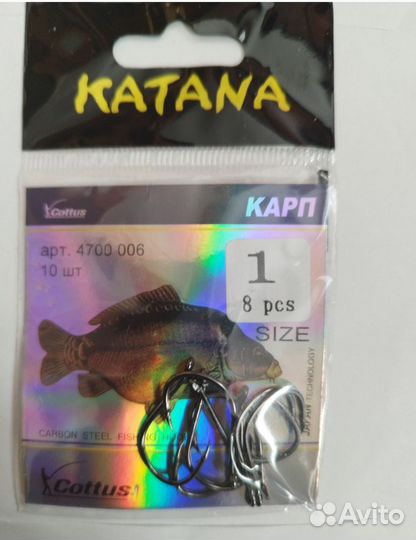 KATANA
Cottus
КАРП
арт. 4700 006
10 шт
1
8 pcs
SIZE
JAPAN TECHNOLOGY
CARBON STEEL FISHING HOOK
Cottus
Avito